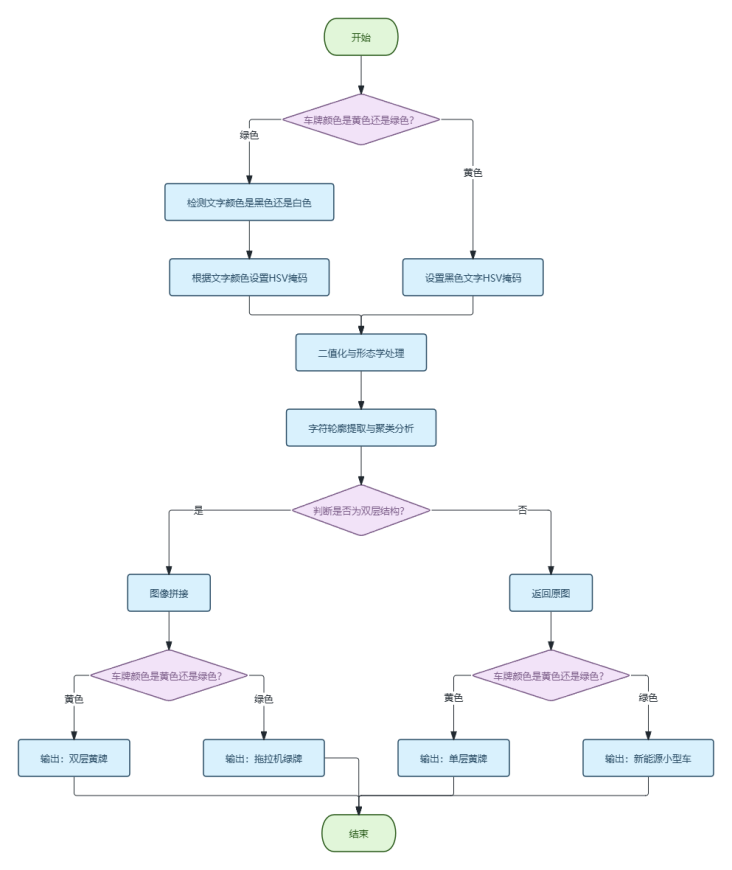 开始
车牌颜色是黄色还是绿色?
绿色
黄色
检测文字颜色是黑色还是白色
根据文字颜色设置HSV掩码
设置黑色文字HSV掩码
二值化与形态学处理
字符轮廓提取与聚类分析
判断是否为双层结构?
是
否
图像拼接
返回原图
车牌颜色是黄色还是绿色?
车牌颜色是黄色还是绿色?
黄色
绿色
黄色
绿色
输出：双层黄牌
输出：拖拉机绿牌
输出：单层黄牌
输出：新能源小型车
结束